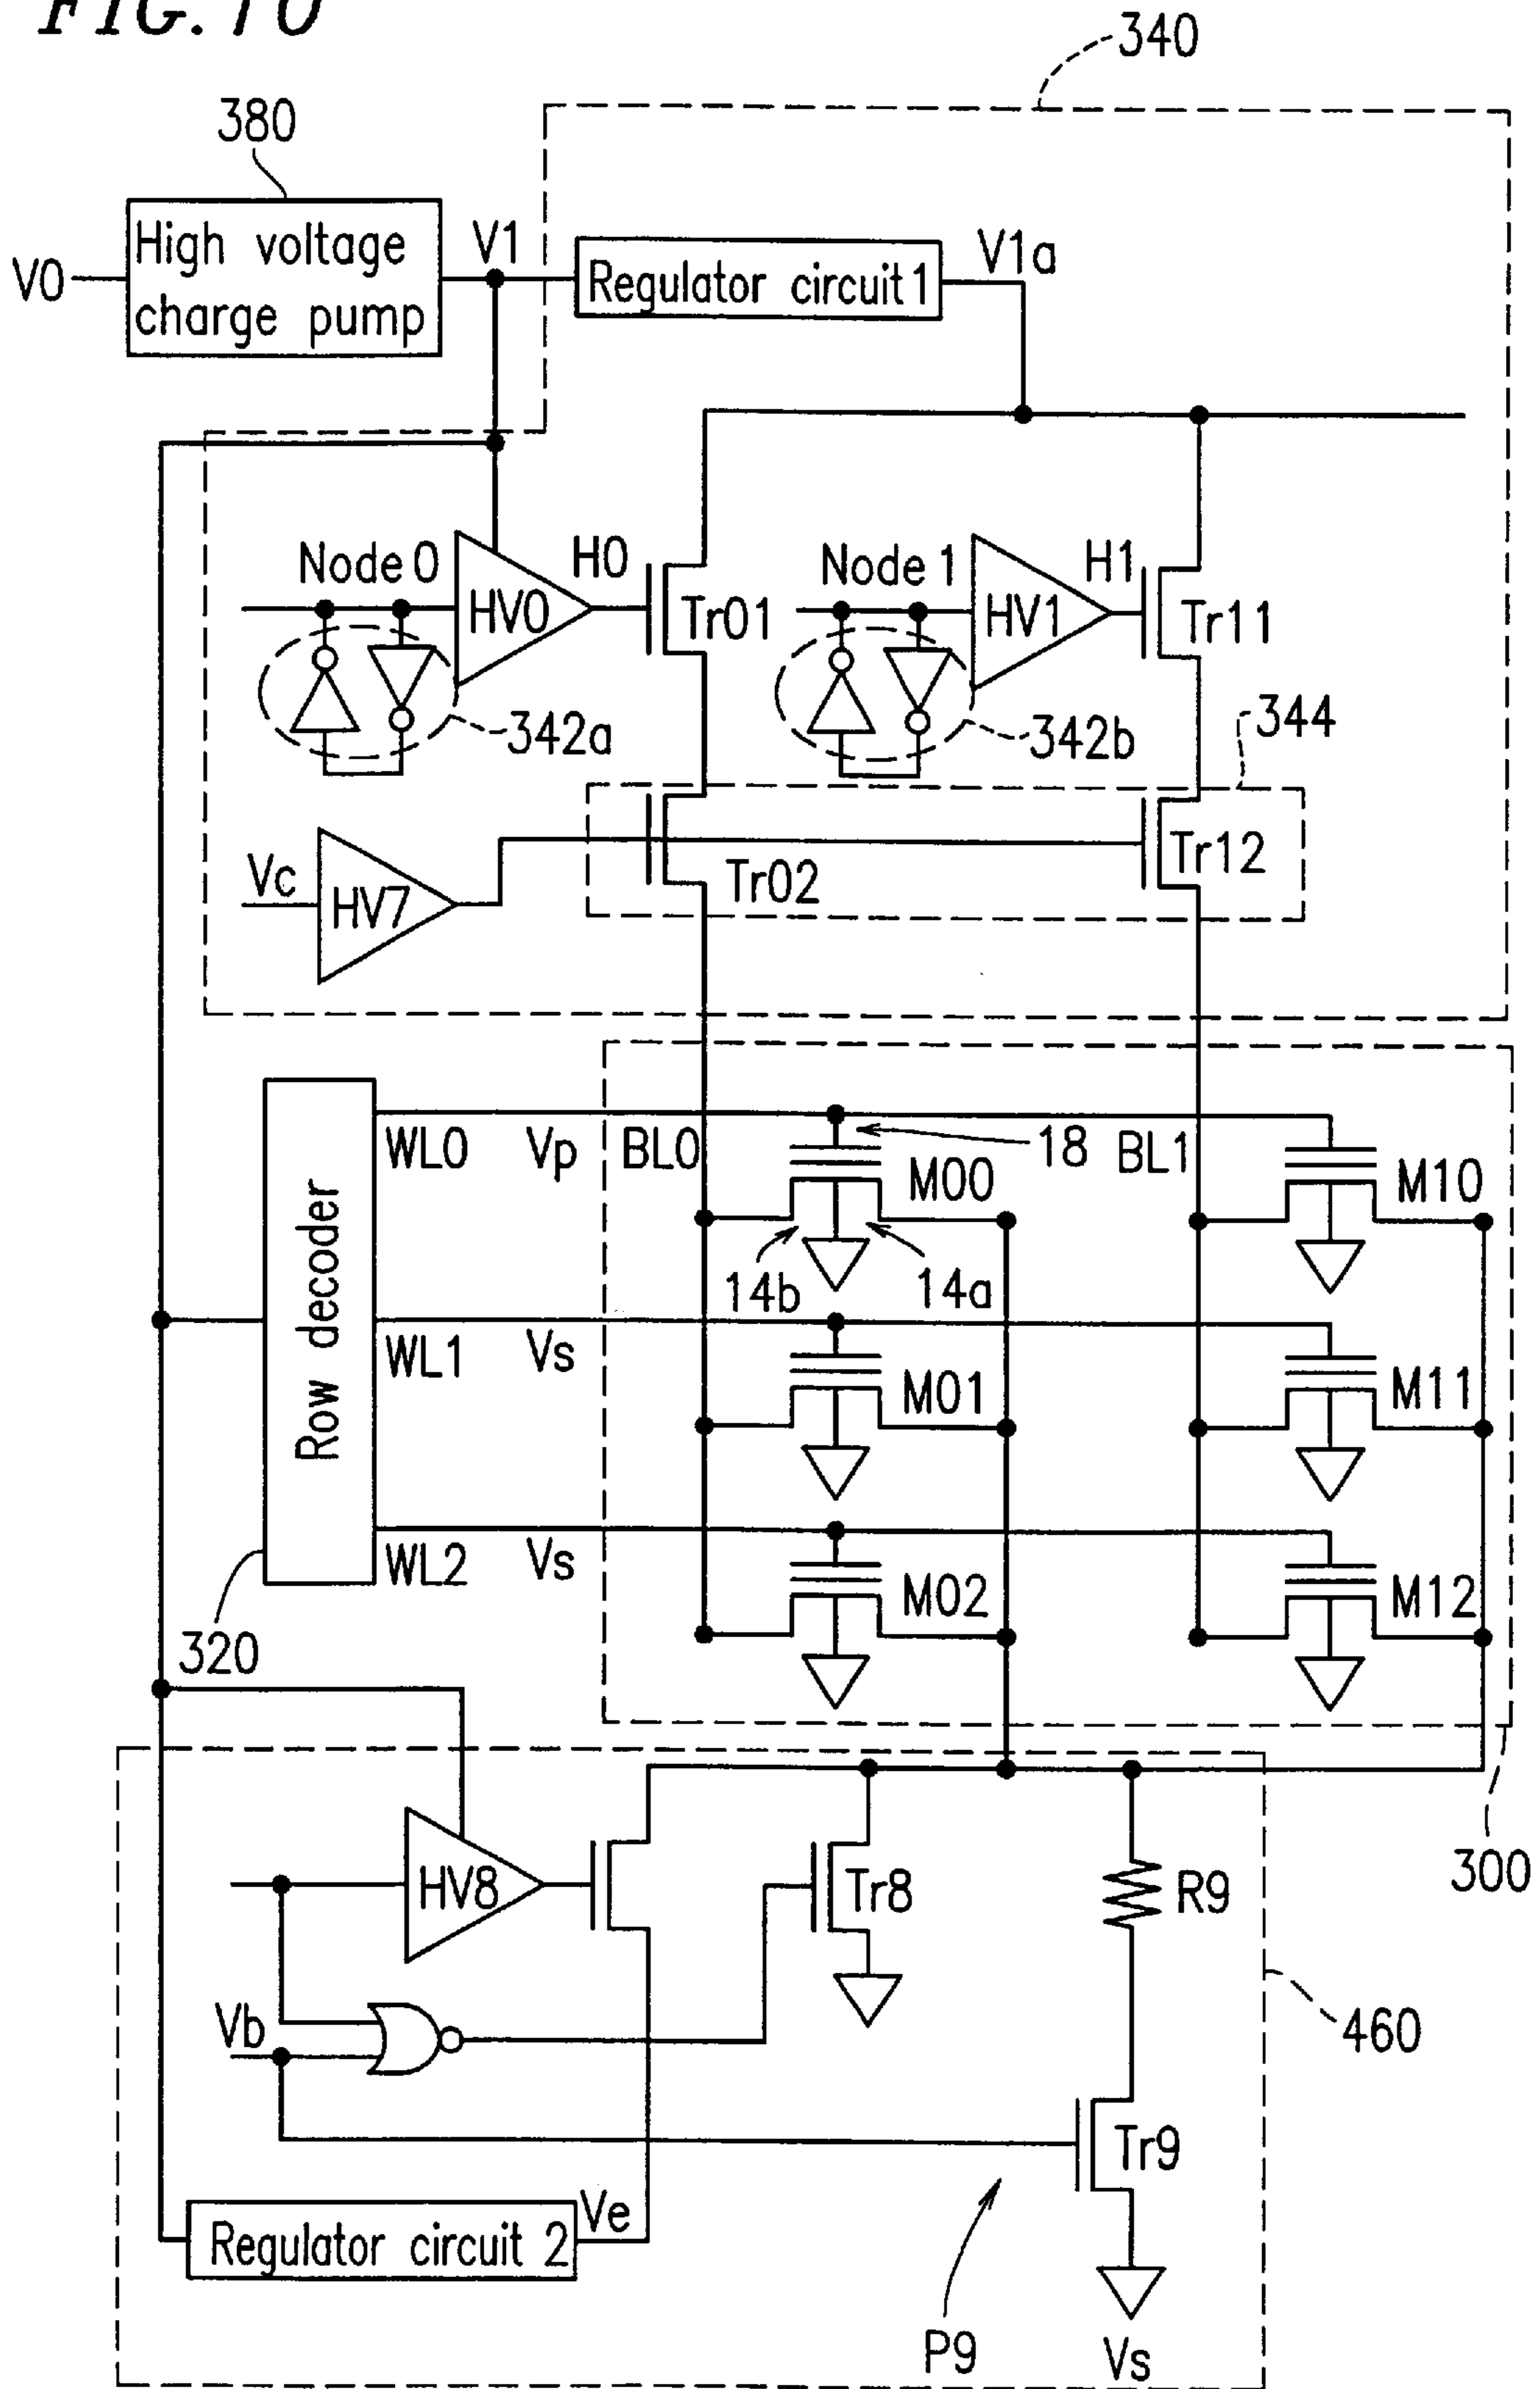 FIG. 10
340
380
High voltage
charge pump
V0
V1
Regulator circuit1
V1a
Node 0
HV0
H0
Tr01
Node 1
HV1
H1
Tr11
342a
342b
344
Vc
HV7
Tr02
Tr12
Row decoder
WL0
Vp
BL0
18
BL1
M00
M10
14b
14a
WL1
Vs
M01
M11
WL2
Vs
M02
M12
320
300
HV8
Tr8
R9
Vb
460
Tr9
Regulator circuit 2
Ve
P9
Vs